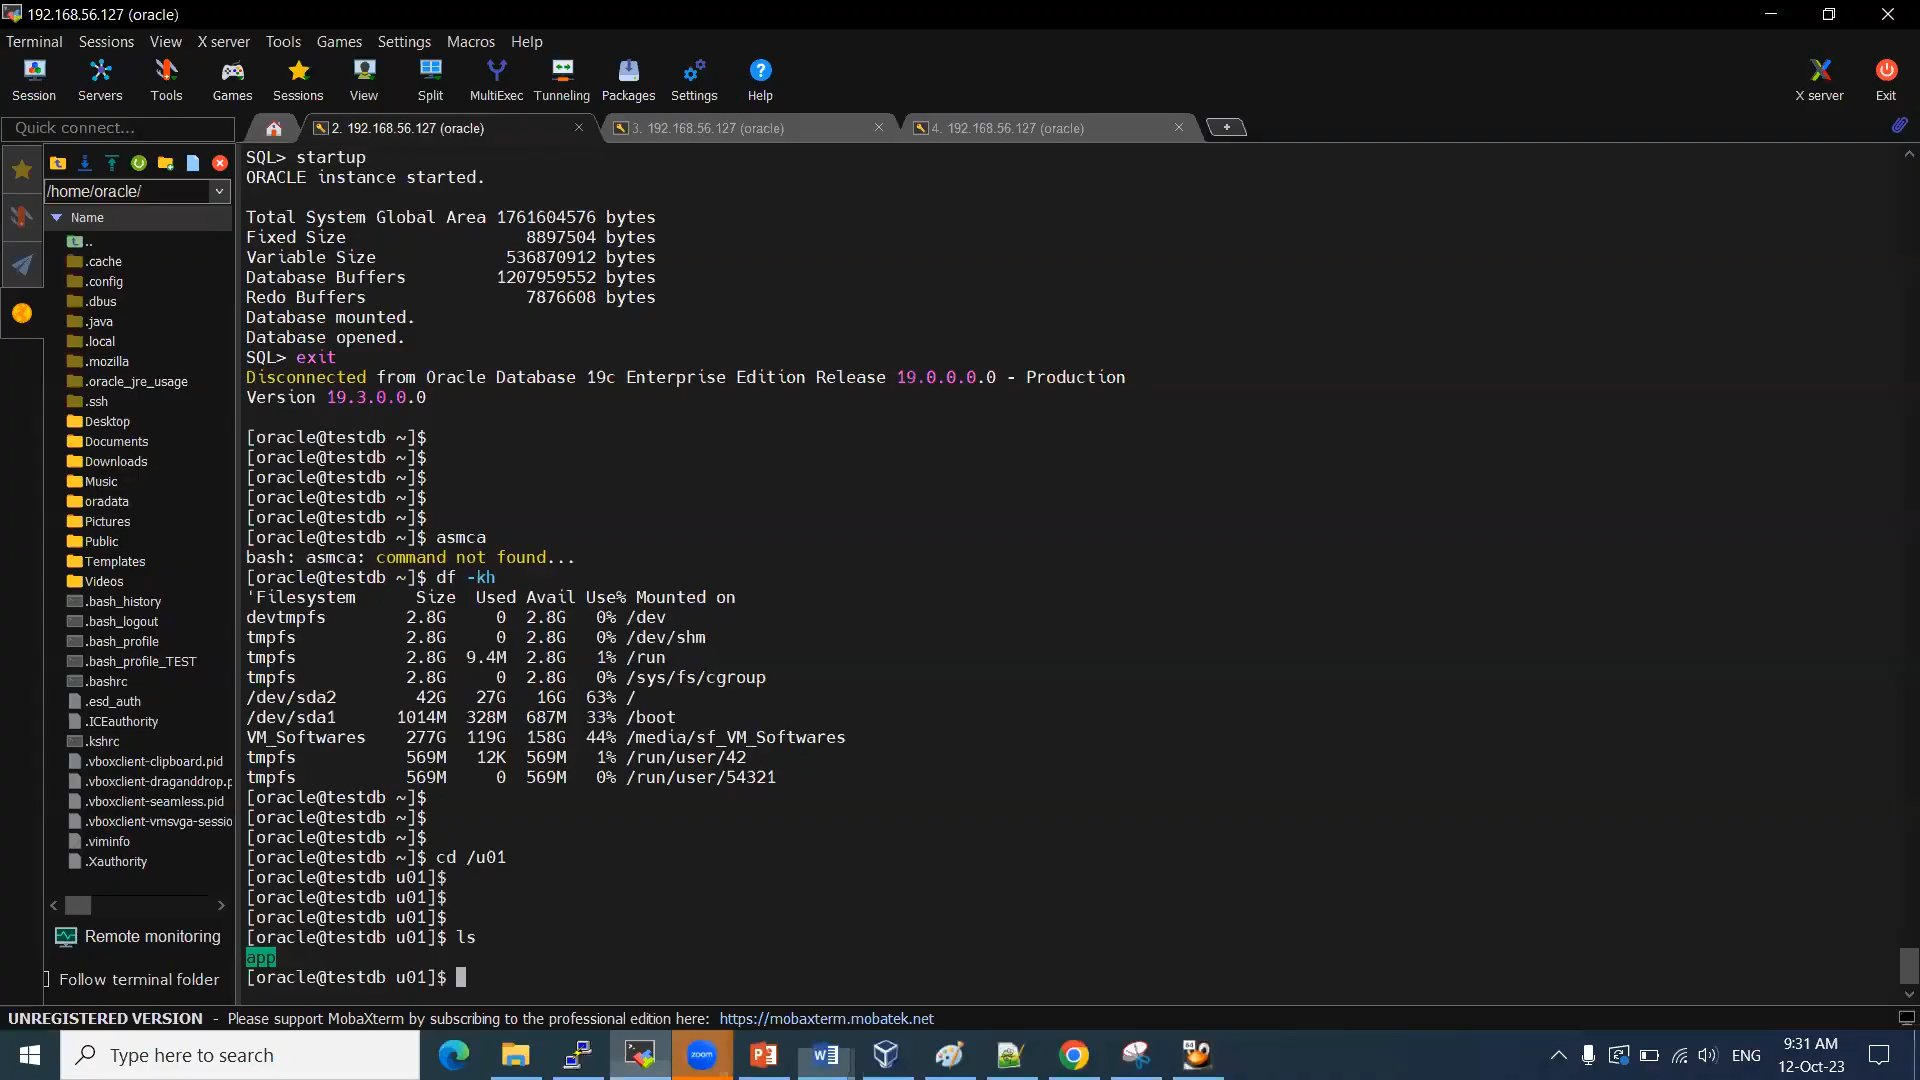 192.168.56.127 (oracle)
Terminal Sessions View X server Tools Games Settings Macros Help
Session Servers Tools Games Sessions View Split MultiExec Tunneling Packages Settings Help X server Exit
Quick connect...
2. 192.168.56.127 (oracle)
3. 192.168.56.127 (oracle)
4. 192.168.56.127 (oracle)
/home/oracle/
Name
..
.cache
.config
.dbus
.java
.local
.mozilla
.oracle_jre_usage
.ssh
Desktop
Documents
Downloads
Music
oradata
Pictures
Public
Templates
Videos
.bash_history
.bash_logout
.bash_profile
.bash_profile_TEST
.bashrc
.esd_auth
.ICEauthority
.kshrc
.vboxclient-clipboard.pid
.vboxclient-draganddrop.p
.vboxclient-seamless.pid
.vboxclient-vmsvga-sessio
.viminfo
.Xauthority
Remote monitoring
Follow terminal folder
SQL> startup
ORACLE instance started.
Total System Global Area 1761604576 bytes
Fixed Size 8897504 bytes
Variable Size 536870912 bytes
Database Buffers 1207959552 bytes
Redo Buffers 7876608 bytes
Database mounted.
Database opened.
SQL> exit
Disconnected from Oracle Database 19c Enterprise Edition Release 19.0.0.0.0 - Production
Version 19.3.0.0.0
[oracle@testdb ~]$
[oracle@testdb ~]$
[oracle@testdb ~]$
[oracle@testdb ~]$
[oracle@testdb ~]$
[oracle@testdb ~]$ asmca
bash: asmca: command not found...
[oracle@testdb ~]$ df -kh
'Filesystem Size Used Avail Use% Mounted on
devtmpfs 2.8G 0 2.8G 0% /dev
tmpfs 2.8G 0 2.8G 0% /dev/shm
tmpfs 2.8G 9.4M 2.8G 1% /run
tmpfs 2.8G 0 2.8G 0% /sys/fs/cgroup
/dev/sda2 42G 27G 16G 63% /
/dev/sda1 1014M 328M 687M 33% /boot
VM_Softwares 277G 119G 158G 44% /media/sf_VM_Softwares
tmpfs 569M 12K 569M 1% /run/user/42
tmpfs 569M 0 569M 0% /run/user/54321
[oracle@testdb ~]$
[oracle@testdb ~]$
[oracle@testdb ~]$
[oracle@testdb ~]$ cd /u01
[oracle@testdb u01]$
[oracle@testdb u01]$
[oracle@testdb u01]$
[oracle@testdb u01]$ ls
app
[oracle@testdb u01]$
UNREGISTERED VERSION - Please support MobaXterm by subscribing to the professional edition here: https://mobaxterm.mobatek.net
Type here to search
zoom
ENG
9:31 AM
12-Oct-23